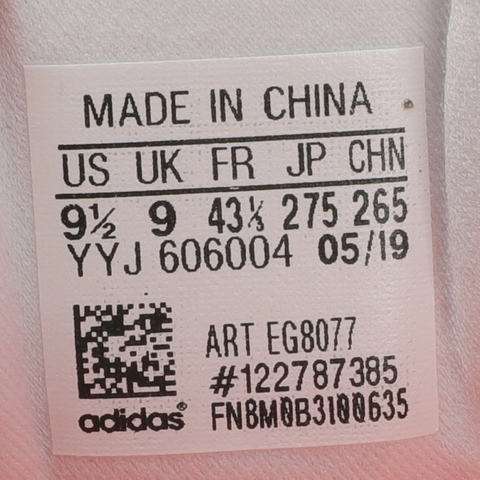 MADE IN CHINA
US UK FR JP CHN
9½ 9 43⅓ 275 265
YYJ 606004 05/19
ART EG8077
#122787385
FN8M0B3I00635
adidas®